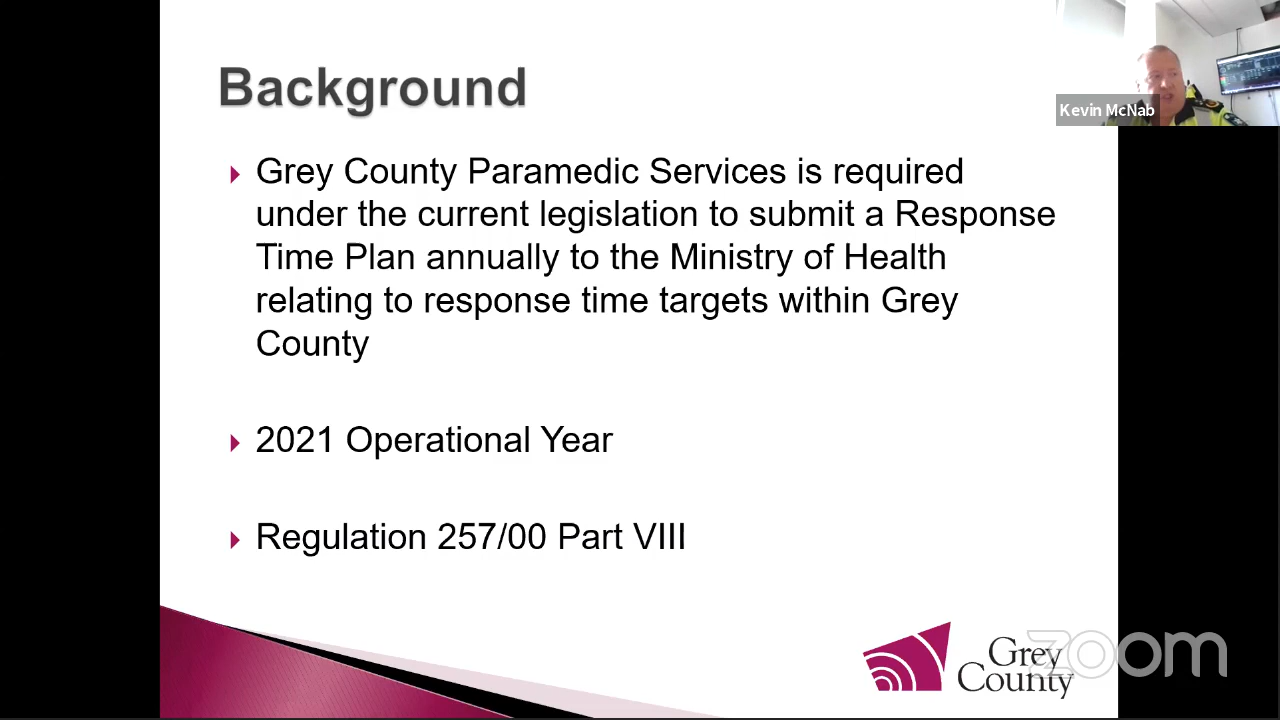 Background
Kevin McNab
Grey County Paramedic Services is required
under the current legislation to submit a Response
Time Plan annually to the Ministry of Health
relating to response time targets within Grey
County
2021 Operational Year
Regulation 257/00 Part VIII
Grey
County
zoom